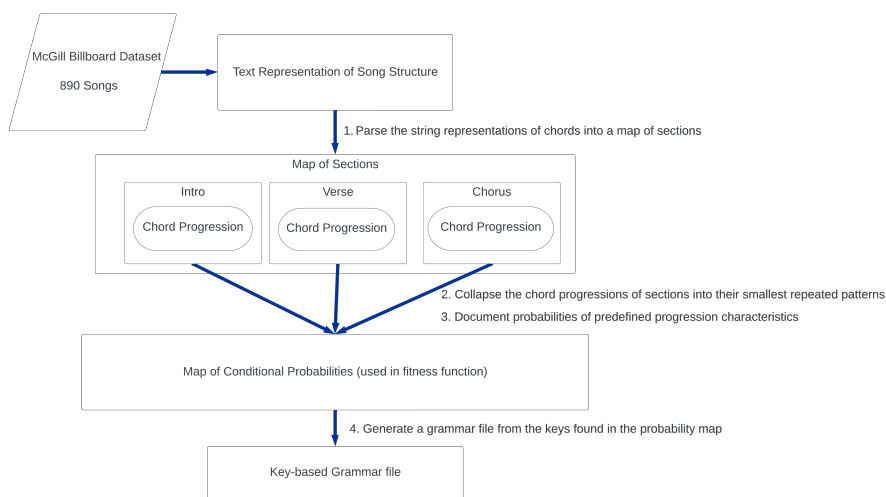 McGill Billboard Dataset
890 Songs
Text Representation of Song Structure
1. Parse the string representations of chords into a map of sections
Map of Sections
Intro
Verse
Chorus
Chord Progression
Chord Progression
Chord Progression
2. Collapse the chord progressions of sections into their smallest repeated patterns
3. Document probabilities of predefined progression characteristics
Map of Conditional Probabilities (used in fitness function)
4. Generate a grammar file from the keys found in the probability map
Key-based Grammar file